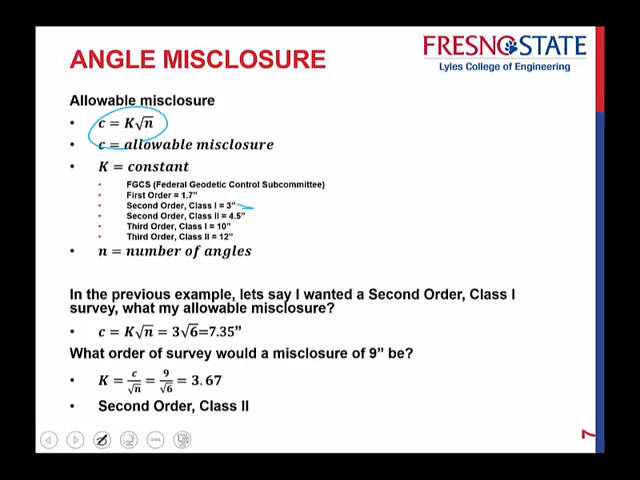 ANGLE MISCLOSURE
FRESNO STATE
Lyles College of Engineering
Allowable misclosure
• c = K√n
• c = allowable misclosure
• K = constant
• FGCS (Federal Geodetic Control Subcommittee)
• First Order = 1.7"
• Second Order, Class I = 3"
• Second Order, Class II = 4.5"
• Third Order, Class I = 10"
• Third Order, Class II = 12"
• n = number of angles
In the previous example, lets say I wanted a Second Order, Class I
survey, what my allowable misclosure?
• c = K√n = 3√6=7.35"
What order of survey would a misclosure of 9" be?
• K = c/√n = 9/√6 = 3.67
• Second Order, Class II
7